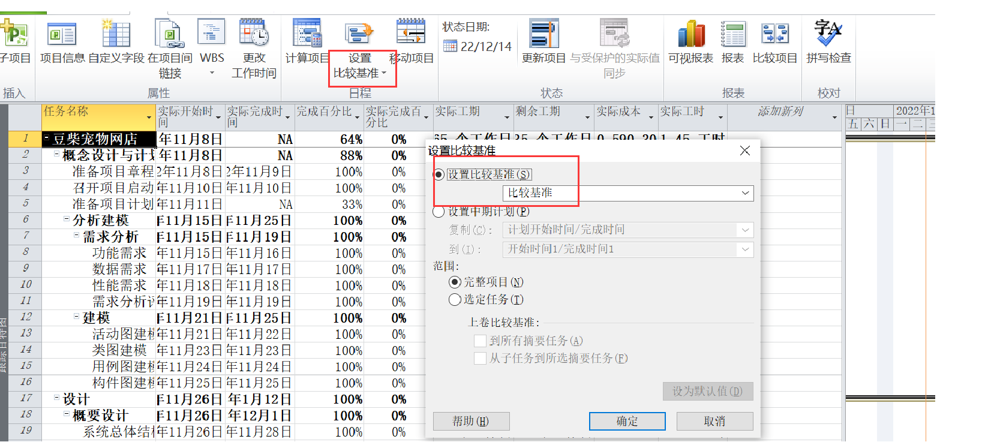 子项目
项目信息
自定义字段
在项目间
链接
WBS
更改
工作时间
计算项目
设置
比较基准
移动项目
状态日期:
22/12/14
更新项目
与受保护的实际值
同步
可视报表
报表
比较项目
拼写检查
插入
属性
日程
状态
报表
校对
任务名称 实际开始时间 实际完成时间 完成百分比 实际完成百分比 实际工期 剩余工期 实际成本 实际工时 添加新列
日 2022年1
五 六 日 一 二 三
1 豆柴宠物网店 年11月8日 NA 64% 0%
2 概念设计与计划 年11月8日 NA 88% 0%
3 准备项目章程 2年11月8日 2年11月9日 100% 0%
4 召开项目启动 年11月10日 年11月10日 100% 0%
5 准备项目计划 年11月11日 NA 33% 0%
6 分析建模 年11月15日 年11月25日 100% 0%
7 需求分析 年11月15日 年11月19日 100% 0%
8 功能需求 年11月15日 年11月16日 100% 0%
9 数据需求 年11月17日 年11月17日 100% 0%
10 性能需求 年11月18日 年11月18日 100% 0%
11 需求分析评 年11月19日 年11月19日 100% 0%
12 建模 年11月21日 年11月25日 100% 0%
13 活动图建模 年11月21日 年11月22日 100% 0%
14 类图建模 年11月23日 年11月23日 100% 0%
15 用例图建模 年11月24日 年11月24日 100% 0%
16 构件图建模 年11月25日 年11月25日 100% 0%
17 设计 年11月26日 年1月12日 100% 0%
18 概要设计 年11月26日 年12月1日 100% 0%
19 系统总体结构 年11月26日 年11月28日 100% 0%
设置比较基准
设置比较基准(S)
比较基准
设置中期计划(P)
复制(C): 计划开始时间/完成时间
到(I): 开始时间1/完成时间1
范围:
完整项目(N)
选定任务(T)
上卷比较基准:
到所有摘要任务(A)
从子任务到所选摘要任务(F)
设为默认值(D)
帮助(H) 确定 取消